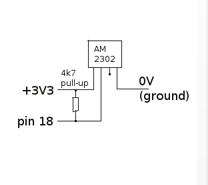 AM
2302
4k7
pull-up
+3V3
0V
(ground)
pin 18